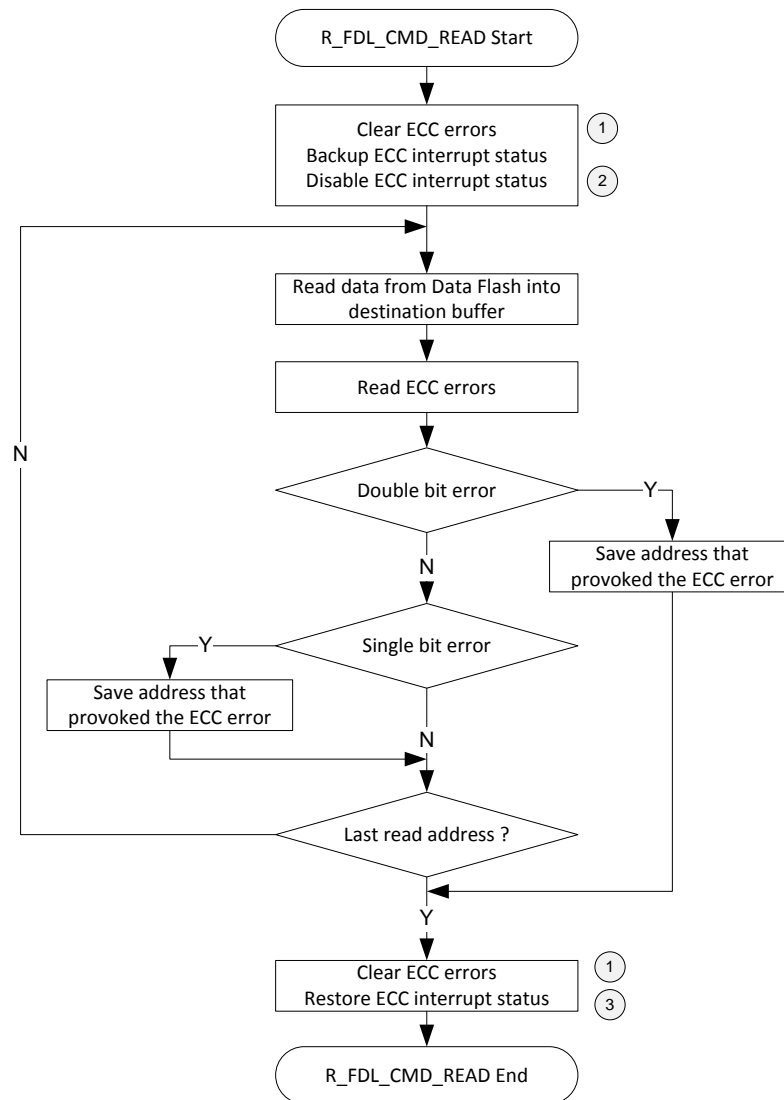 R_FDL_CMD_READ Start
Clear ECC errors
1
Backup ECC interrupt status
Disable ECC interrupt status
2
Read data from Data Flash into
destination buffer
Read ECC errors
N
Double bit error
Y
Save address that
provoked the ECC error
N
Single bit error
Y
Save address that
provoked the ECC error
N
Last read address ?
Y
Clear ECC errors
1
Restore ECC interrupt status
3
R_FDL_CMD_READ End